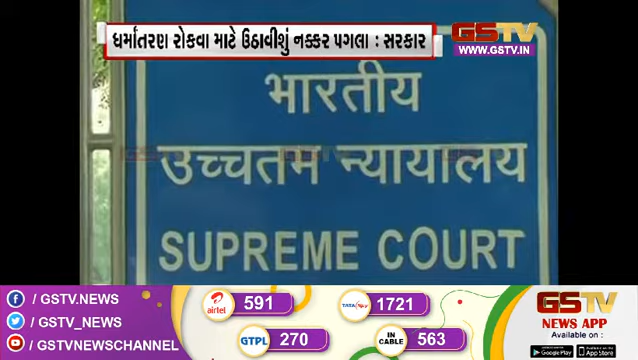 ધર્માંતરણ રોકવા માટે ઉઠાવીશું નક્કર પગલા : સરકાર
GSTV
WWW.GSTV.IN
भारतीय
उच्चतम न्यायालय
SUPREME COURT
/ GSTV.NEWS
/ GSTV_NEWS
/ GSTVNEWSCHANNEL
airtel 591
TATA Play 1721
GTPL 270
IN CABLE 563
GSTV
NEWS APP
Available on :
Google Play
App Store